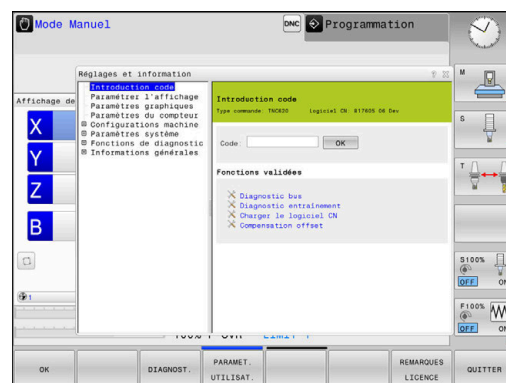 Mode Manuel
DNC
Programmation
Réglages et information
Introduction code
Paramétrer l'affichage
Paramètres graphiques
Paramètres du compteur
Configurations machine
Paramètres système
Fonctions de diagnostic
Informations générales
Introduction code
Type commande: TNC620 Logiciel CN 817605 06 Dev
Code: OK
Fonctions validées
Diagnostic bus
Diagnostic entraînement
Charger le logiciel CN
Compensation offset
Affichage de
X
Y
Z
B
1
M
S
T
S100%
OFF ON
F100%
OFF ON
OK
DIAGNOST.
PARAMET.
UTILISAT.
REMARQUES
LICENCE
QUITTER